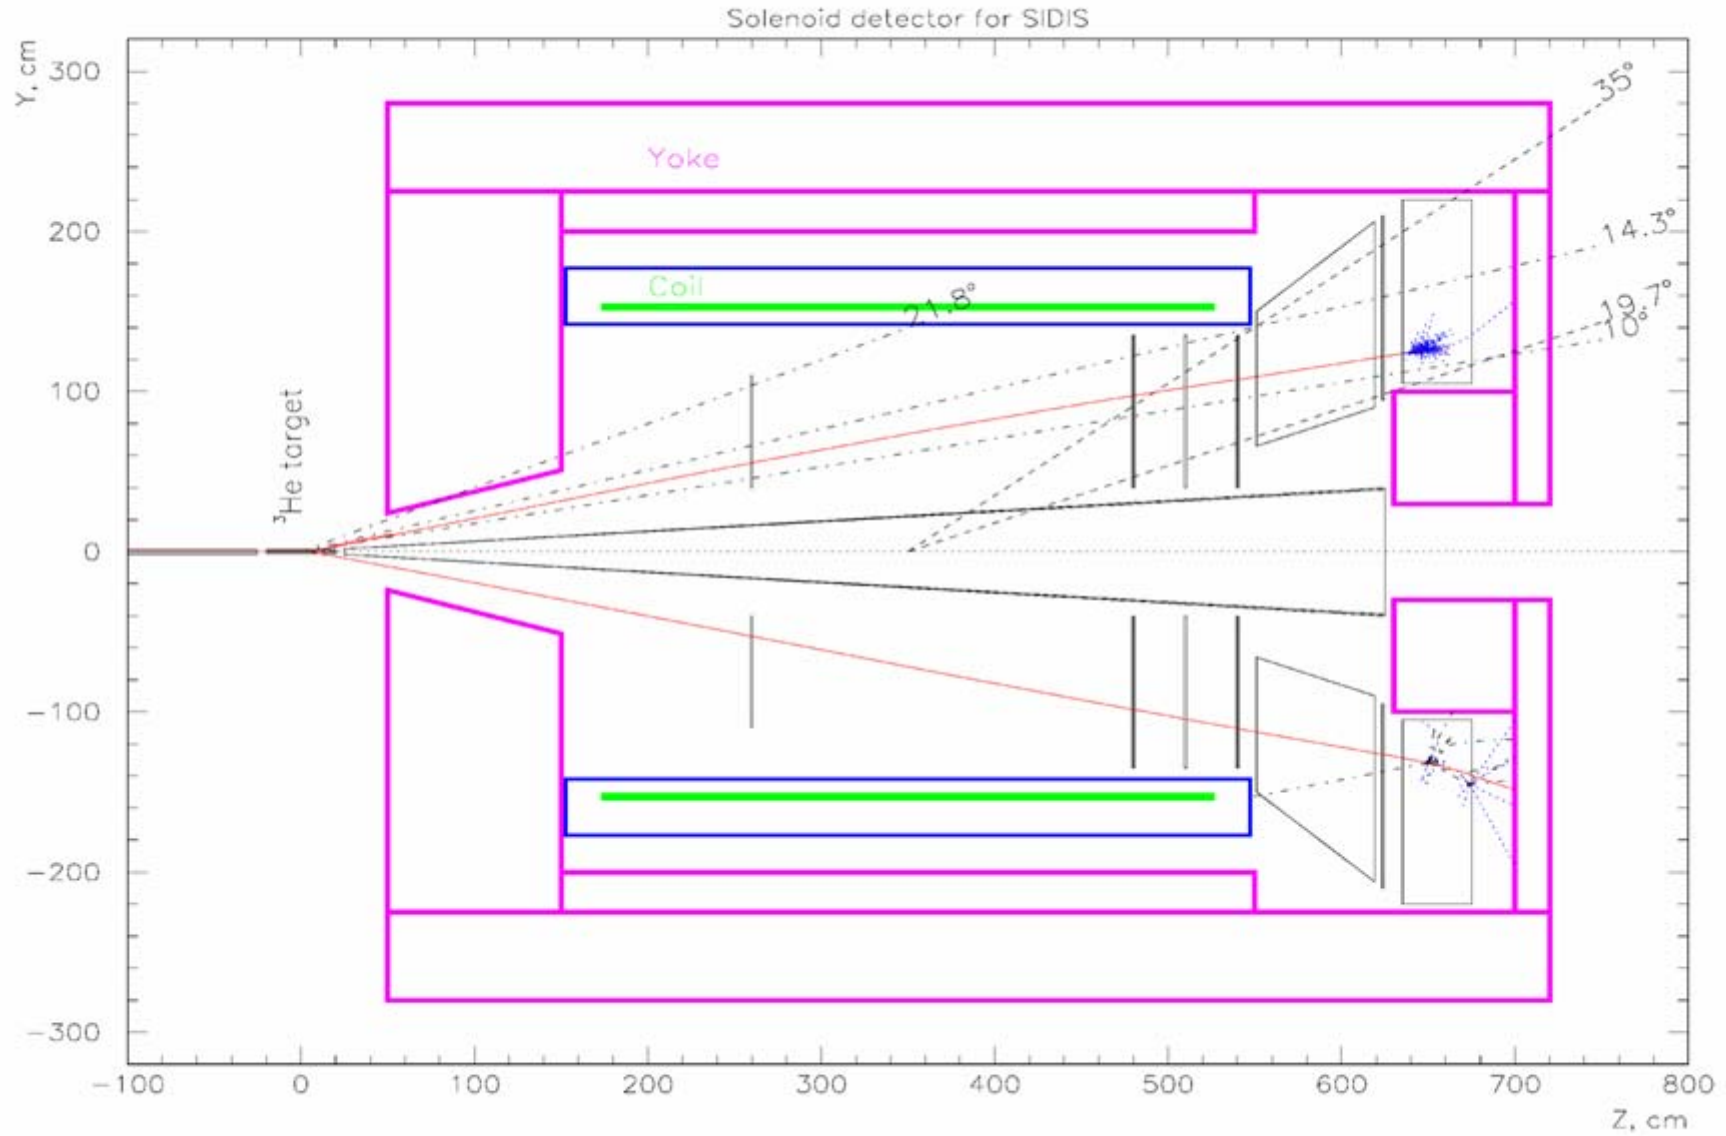 Solenoid detector for SIDIS
Y, cm
300
200
100
0
−100
−200
−300
Yoke
Coil
21.8°
35°
14.3°
19.7°
10°
³He target
−100 0 100 200 300 400 500 600 700 800
Z, cm